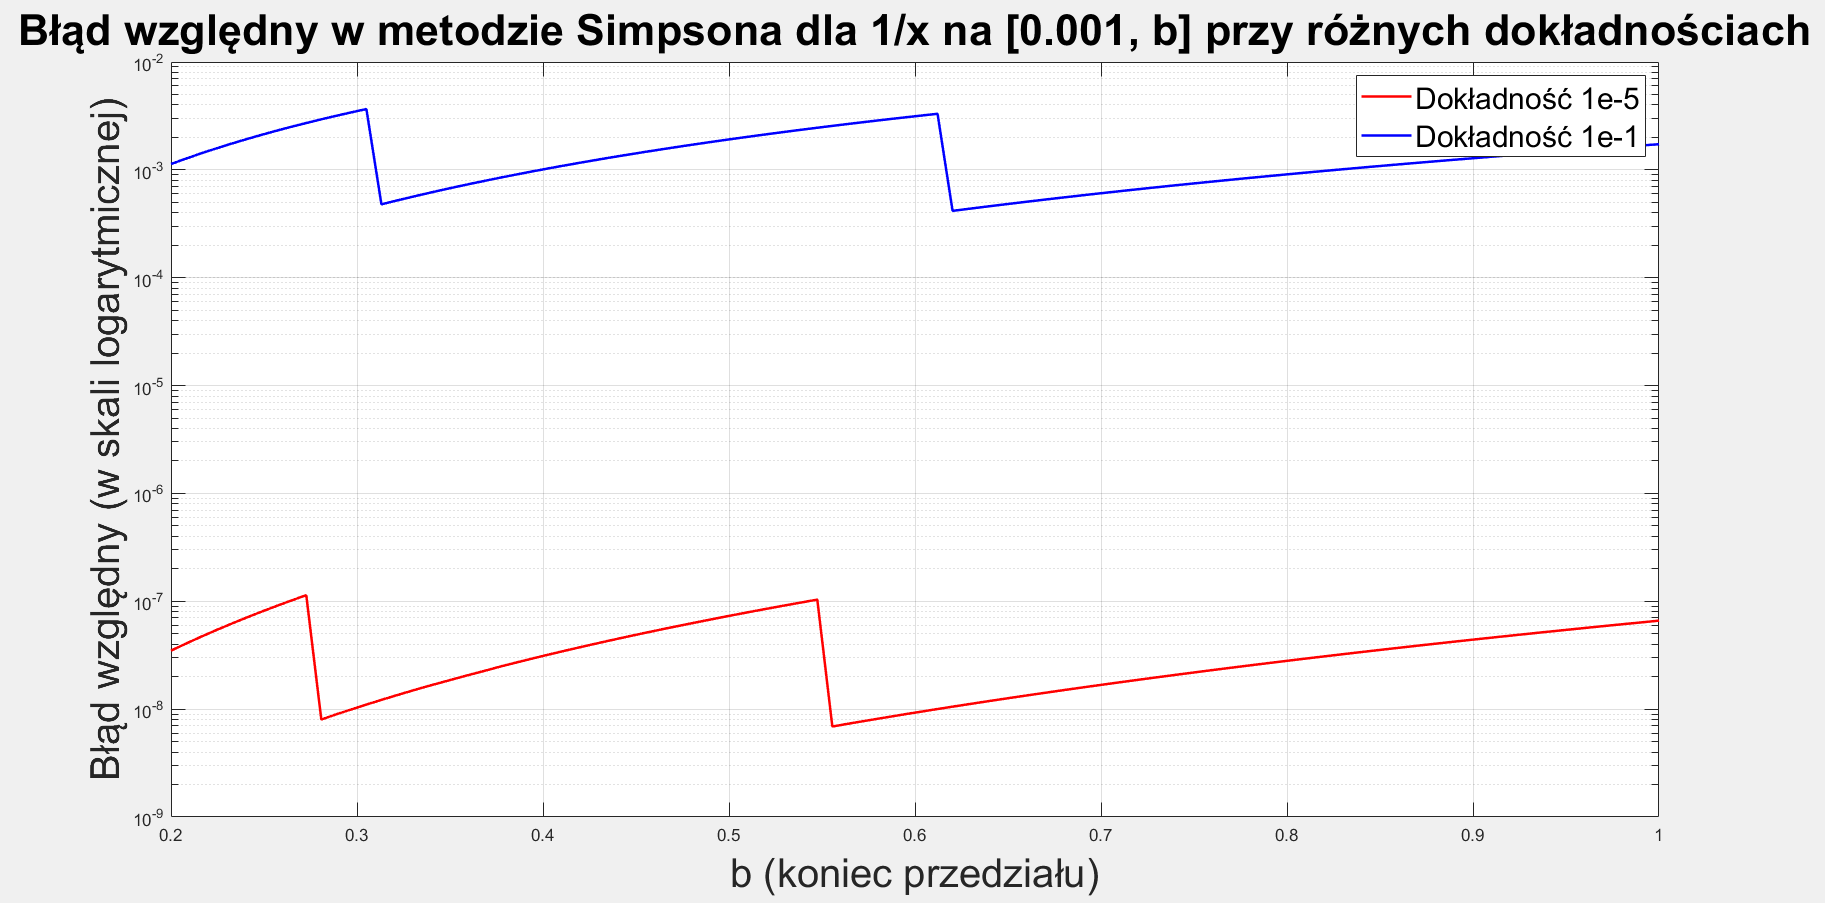 Błąd względny w metodzie Simpsona dla 1/x na [0.001, b] przy różnych dokładnościach
Błąd względny (w skali logarytmicznej)
10^-2
10^-3
10^-4
10^-5
10^-6
10^-7
10^-8
10^-9
Dokładność 1e-5
Dokładność 1e-1
0.2 0.3 0.4 0.5 0.6 0.7 0.8 0.9 1
b (koniec przedziału)